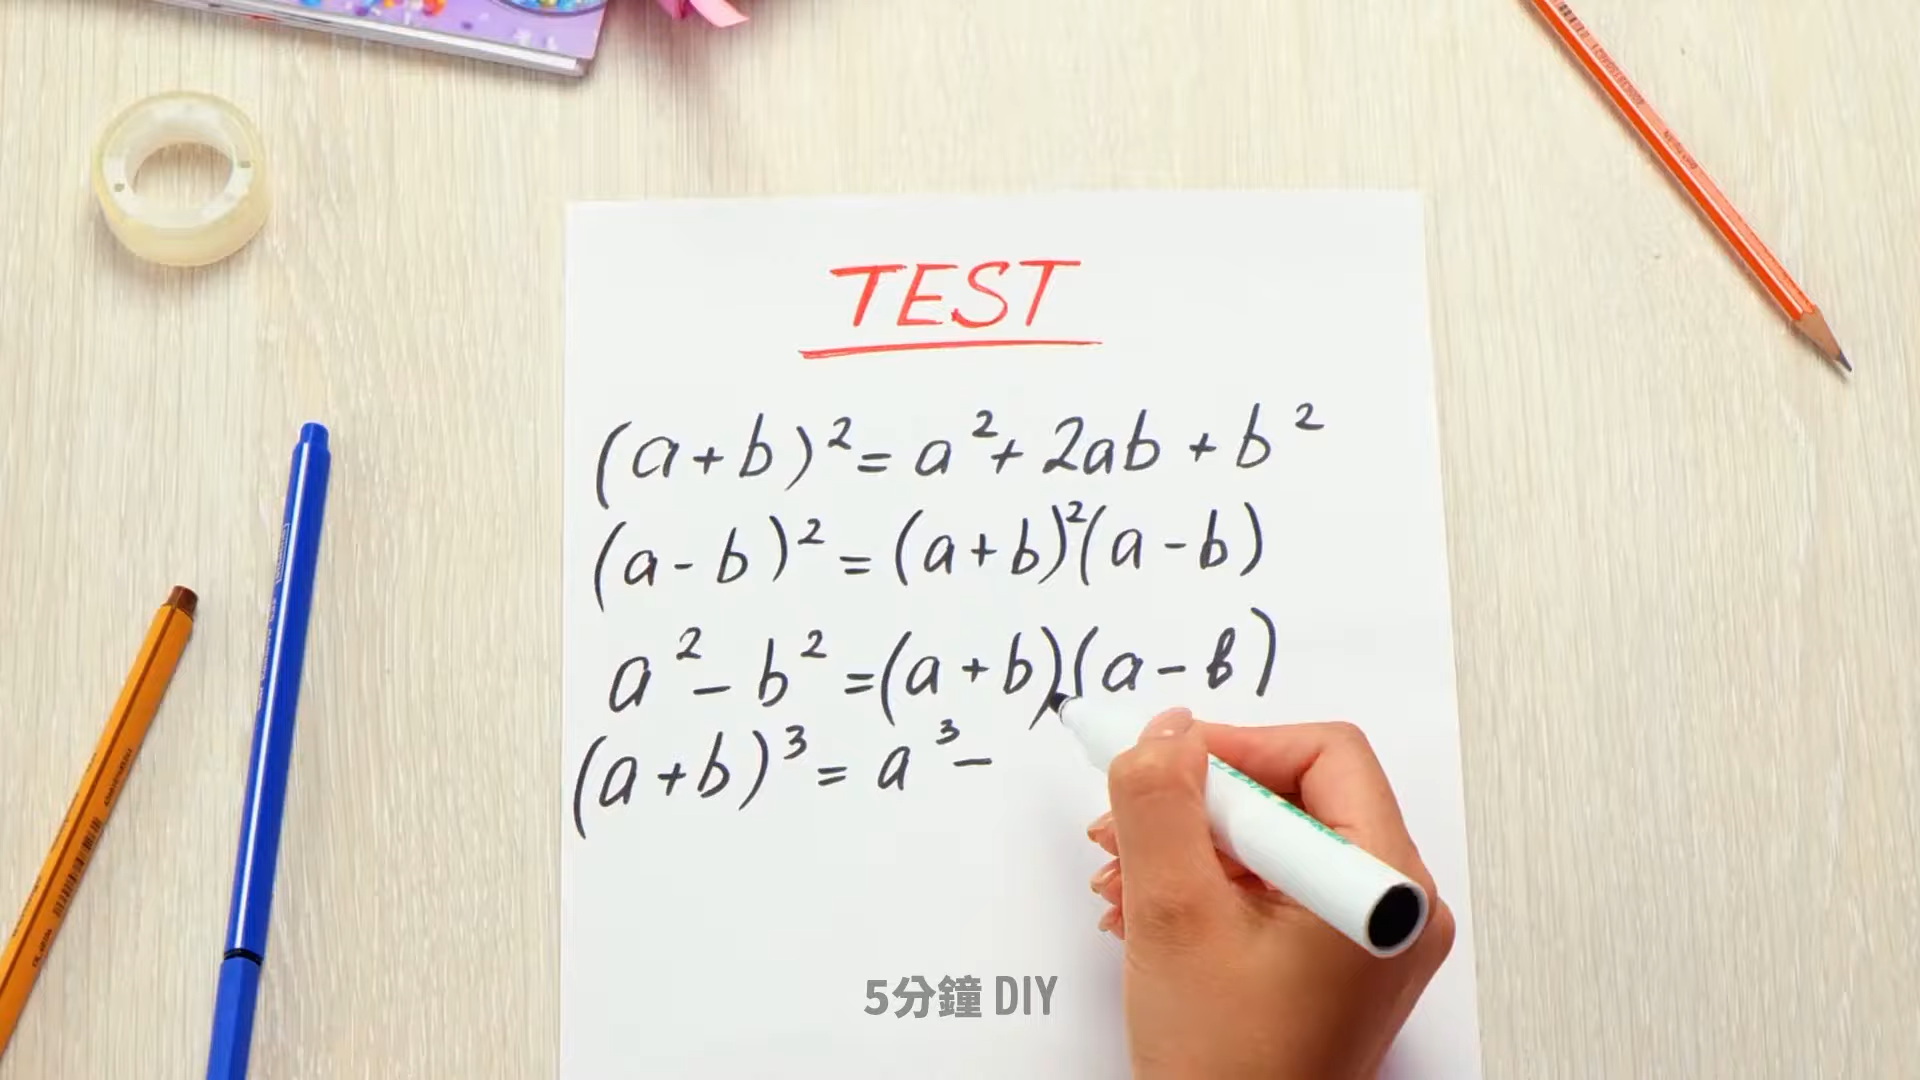 TEST
(a+b)²= a²+ 2ab + b²
(a-b)² = (a+b)²(a-b)
a²- b² =(a+b)(a-b)
(a+b)³= a³-
5分鐘 DIY